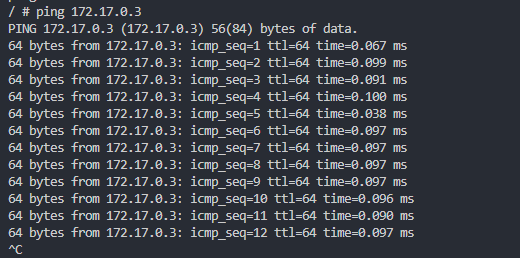 / # ping 172.17.0.3
PING 172.17.0.3 (172.17.0.3) 56(84) bytes of data.
64 bytes from 172.17.0.3: icmp_seq=1 ttl=64 time=0.067 ms
64 bytes from 172.17.0.3: icmp_seq=2 ttl=64 time=0.099 ms
64 bytes from 172.17.0.3: icmp_seq=3 ttl=64 time=0.091 ms
64 bytes from 172.17.0.3: icmp_seq=4 ttl=64 time=0.100 ms
64 bytes from 172.17.0.3: icmp_seq=5 ttl=64 time=0.038 ms
64 bytes from 172.17.0.3: icmp_seq=6 ttl=64 time=0.097 ms
64 bytes from 172.17.0.3: icmp_seq=7 ttl=64 time=0.097 ms
64 bytes from 172.17.0.3: icmp_seq=8 ttl=64 time=0.097 ms
64 bytes from 172.17.0.3: icmp_seq=9 ttl=64 time=0.097 ms
64 bytes from 172.17.0.3: icmp_seq=10 ttl=64 time=0.096 ms
64 bytes from 172.17.0.3: icmp_seq=11 ttl=64 time=0.090 ms
64 bytes from 172.17.0.3: icmp_seq=12 ttl=64 time=0.097 ms
^C